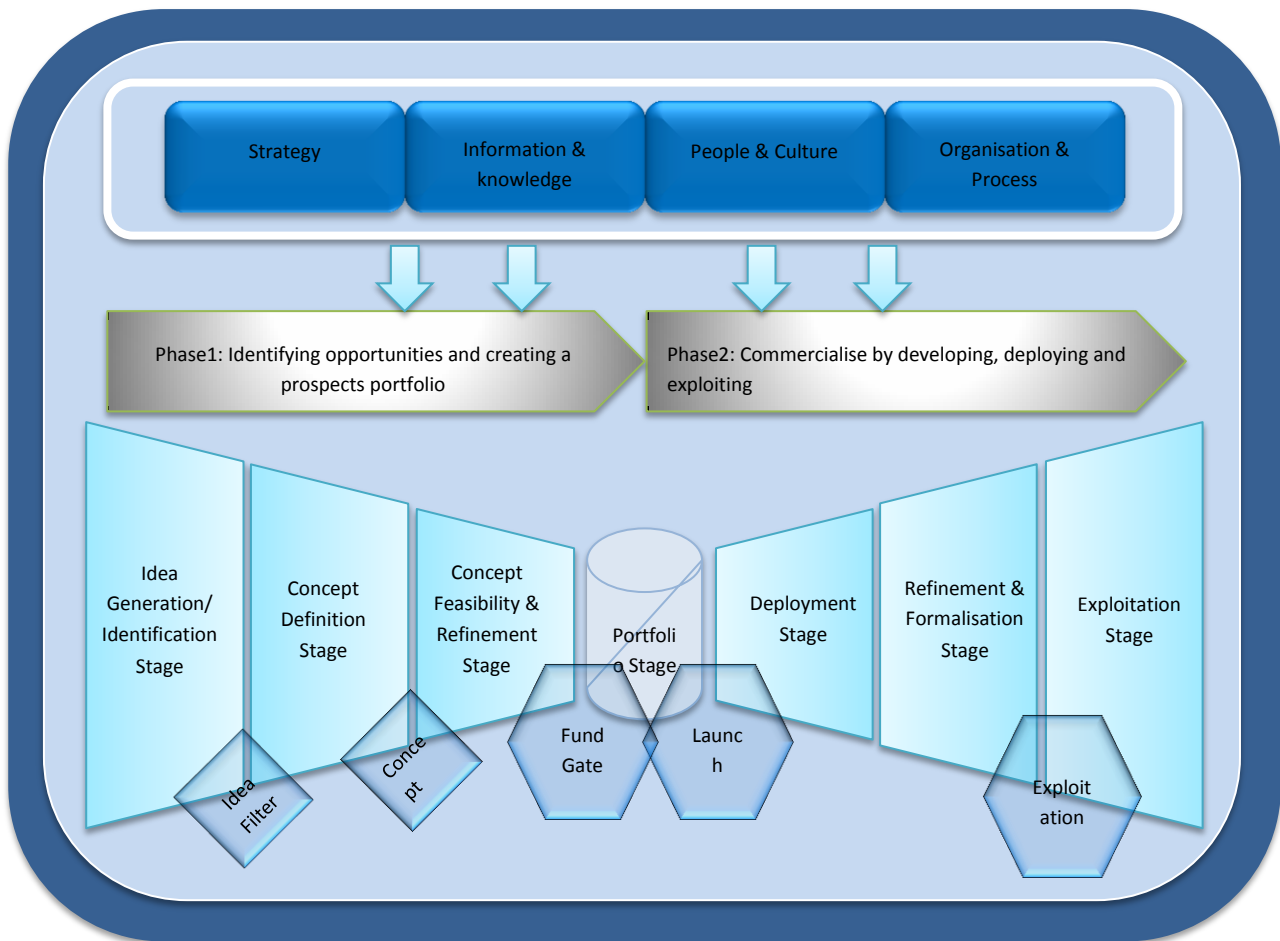 Strategy
Information &
knowledge
People & Culture
Organisation &
Process
Phase1: Identifying opportunities and creating a
prospects portfolio
Phase2: Commercialise by developing, deploying and
exploiting
Idea
Generation/
Identification
Stage
Concept
Definition
Stage
Concept
Feasibility &
Refinement
Stage
Portfoli
o Stage
Deployment
Stage
Refinement &
Formalisation
Stage
Exploitation
Stage
Idea
Filter
Conce
pt
Fund
Gate
Launc
h
Exploit
ation